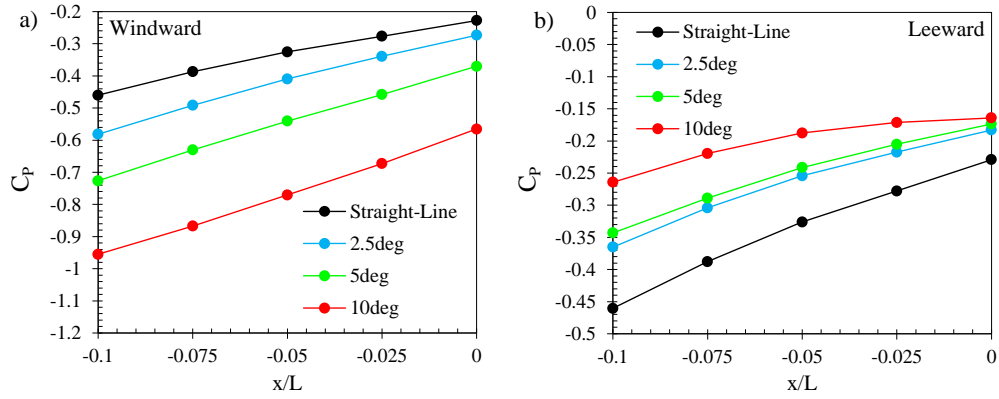 a)
Windward
-0.2
-0.3
-0.4
-0.5
-0.6
-0.7
-0.8
-0.9
-1
-1.1
-1.2
C_P
Straight-Line
2.5deg
5deg
10deg
-0.1
-0.075
-0.05
-0.025
0
x/L
b)
Leeward
0
-0.05
-0.1
-0.15
-0.2
-0.25
-0.3
-0.35
-0.4
-0.45
-0.5
C_P
Straight-Line
2.5deg
5deg
10deg
-0.1
-0.075
-0.05
-0.025
0
x/L